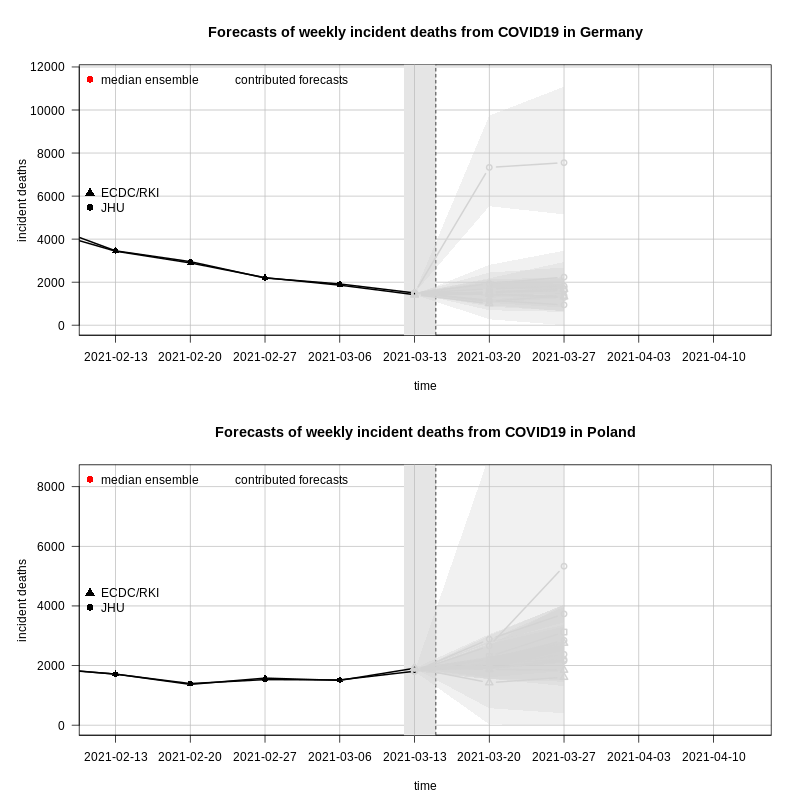 Forecasts of weekly incident deaths from COVID19 in Germany
median ensemble contributed forecasts
ECDC/RKI
JHU
incident deaths
12000
10000
8000
6000
4000
2000
0
2021-02-13 2021-02-20 2021-02-27 2021-03-06 2021-03-13 2021-03-20 2021-03-27 2021-04-03 2021-04-10
time
Forecasts of weekly incident deaths from COVID19 in Poland
median ensemble contributed forecasts
ECDC/RKI
JHU
incident deaths
8000
6000
4000
2000
0
2021-02-13 2021-02-20 2021-02-27 2021-03-06 2021-03-13 2021-03-20 2021-03-27 2021-04-03 2021-04-10
time